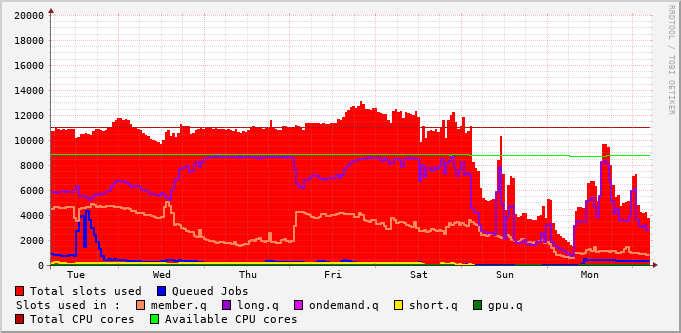 20000
18000
16000
14000
12000
10000
8000
6000
4000
2000
0
Tue Wed Thu Fri Sat Sun Mon
RRDTOOL / TOBI OETIKER
Total slots used Queued Jobs
Slots used in : member.q long.q ondemand.q short.q gpu.q
Total CPU cores Available CPU cores